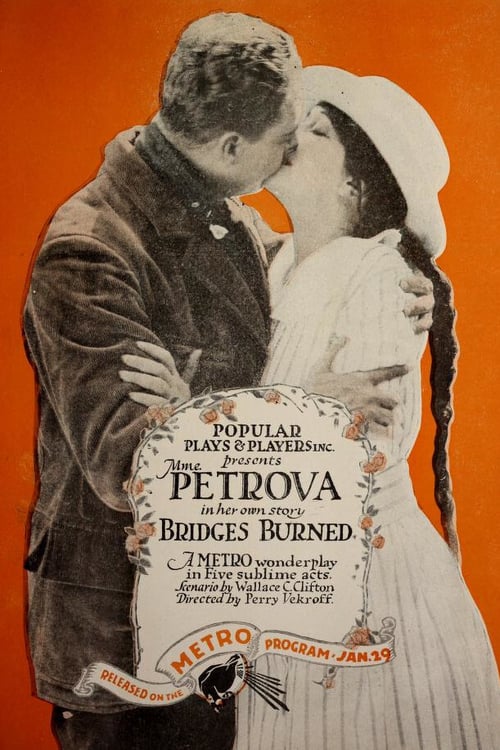 POPULAR
PLAYS & PLAYERS INC.
presents
Mme.
PETROVA
in her own story
BRIDGES BURNED.
A METRO wonderplay
in Five sublime acts.
Scenario by Wallace C. Clifton
Directed by Perry Vekroff.
RELEASED ON THE METRO PROGRAM · JAN. 29